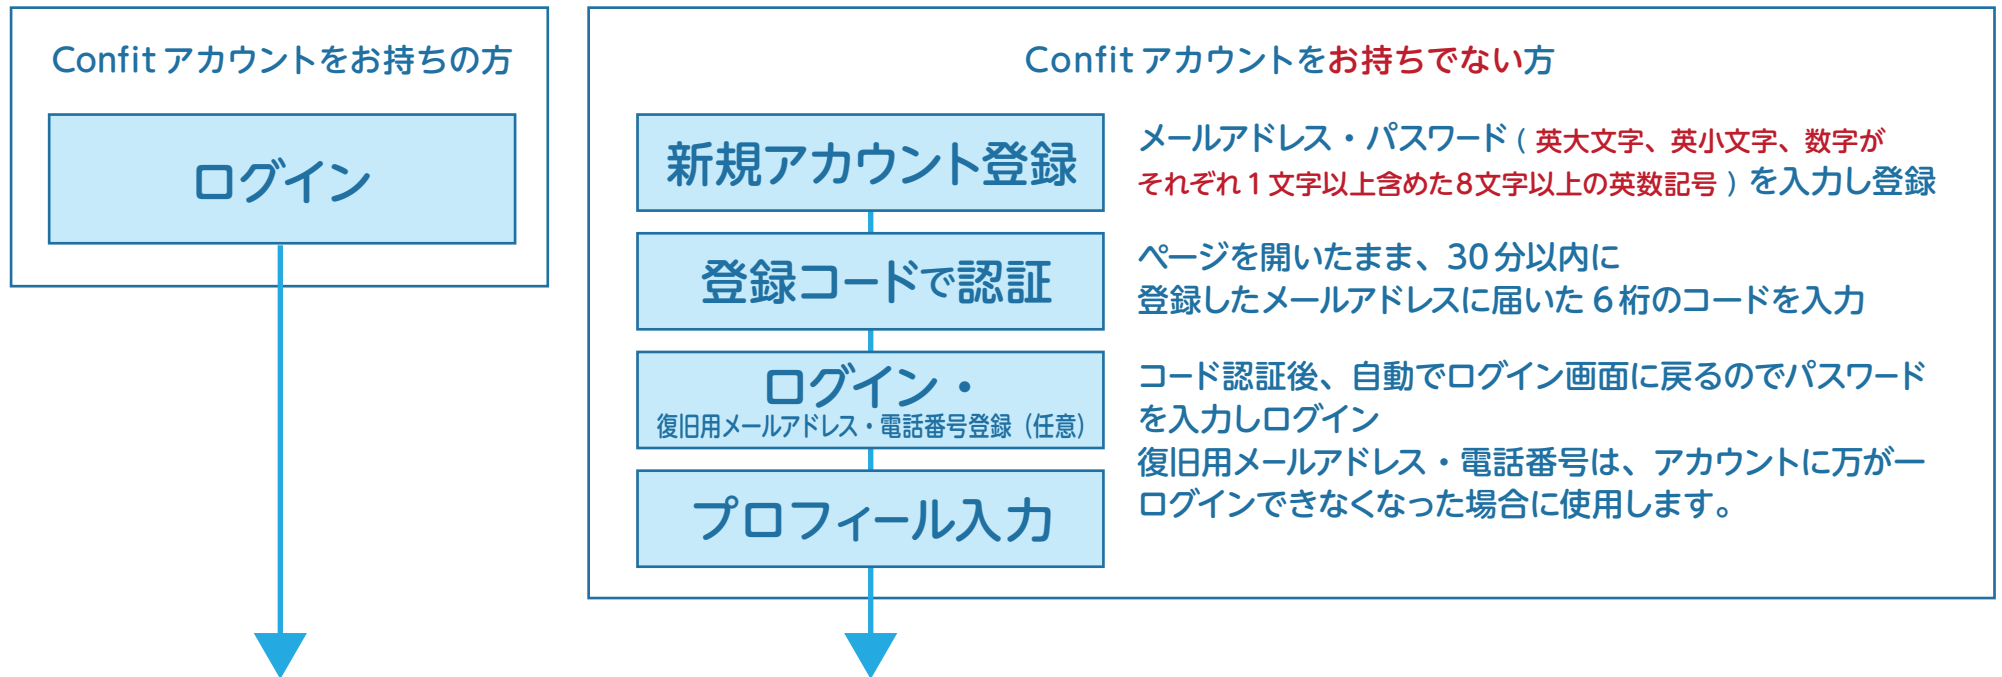 Confit アカウントをお持ちの方
ログイン
Confit アカウントをお持ちでない方
新規アカウント登録
メールアドレス・パスワード ( 英大文字、英小文字、数字が
それぞれ 1 文字以上含めた8文字以上の英数記号 ) を入力し登録
登録コードで認証
ページを開いたまま、30 分以内に
登録したメールアドレスに届いた 6 桁のコードを入力
ログイン・
復旧用メールアドレス・電話番号登録（任意）
コード認証後、自動でログイン画面に戻るのでパスワード
を入力しログイン
復旧用メールアドレス・電話番号は、アカウントに万が一
ログインできなくなった場合に使用します。
プロフィール入力